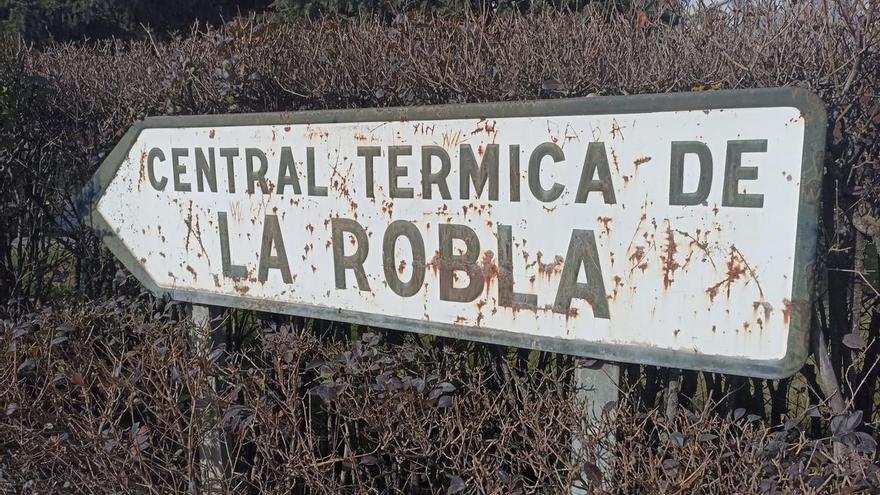 CENTRAL TERMICA DE
LA ROBLA